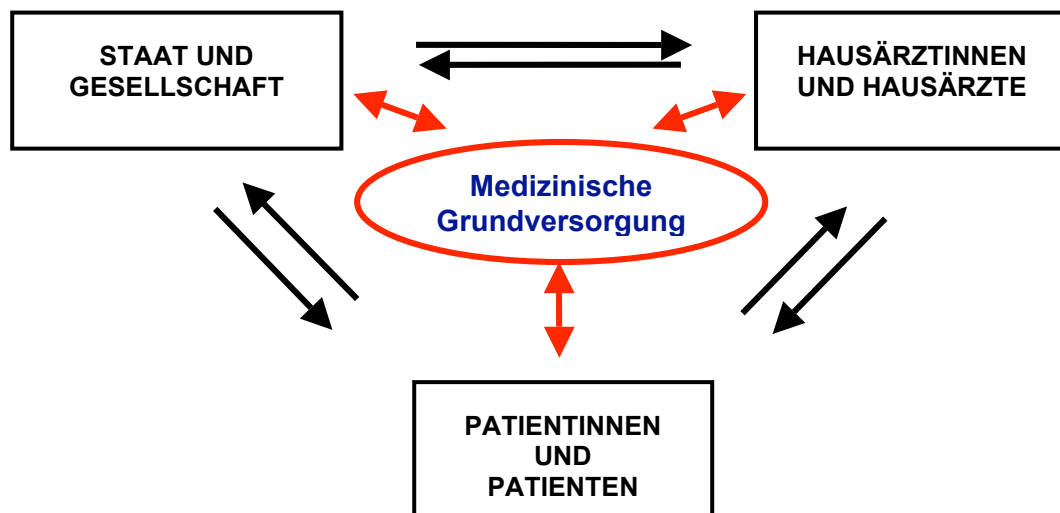 STAAT UND
GESELLSCHAFT
HAUSÄRZTINNEN
UND HAUSÄRZTE
Medizinische
Grundversorgung
PATIENTINNEN
UND
PATIENTEN